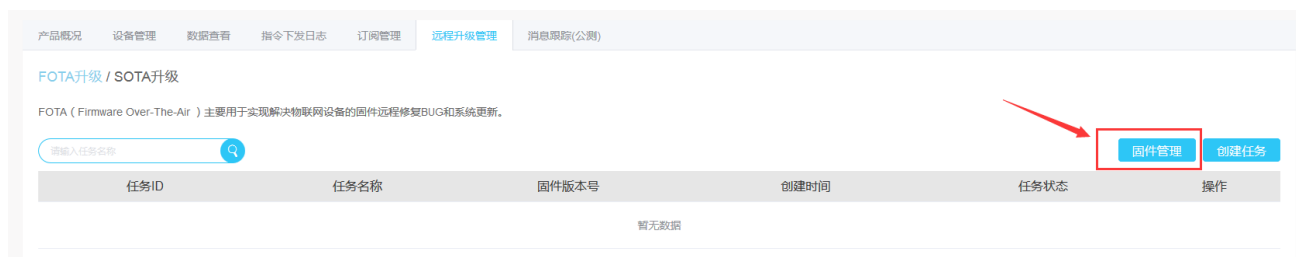 产品概况 设备管理 数据查看 指令下发日志 订阅管理 远程升级管理 消息跟踪(公测)
FOTA升级 / SOTA升级
FOTA ( Firmware Over-The-Air ) 主要用于实现解决物联网设备的固件远程修复BUG和系统更新。
请输入任务名称 固件管理 创建任务
任务ID 任务名称 固件版本号 创建时间 任务状态 操作
暂无数据